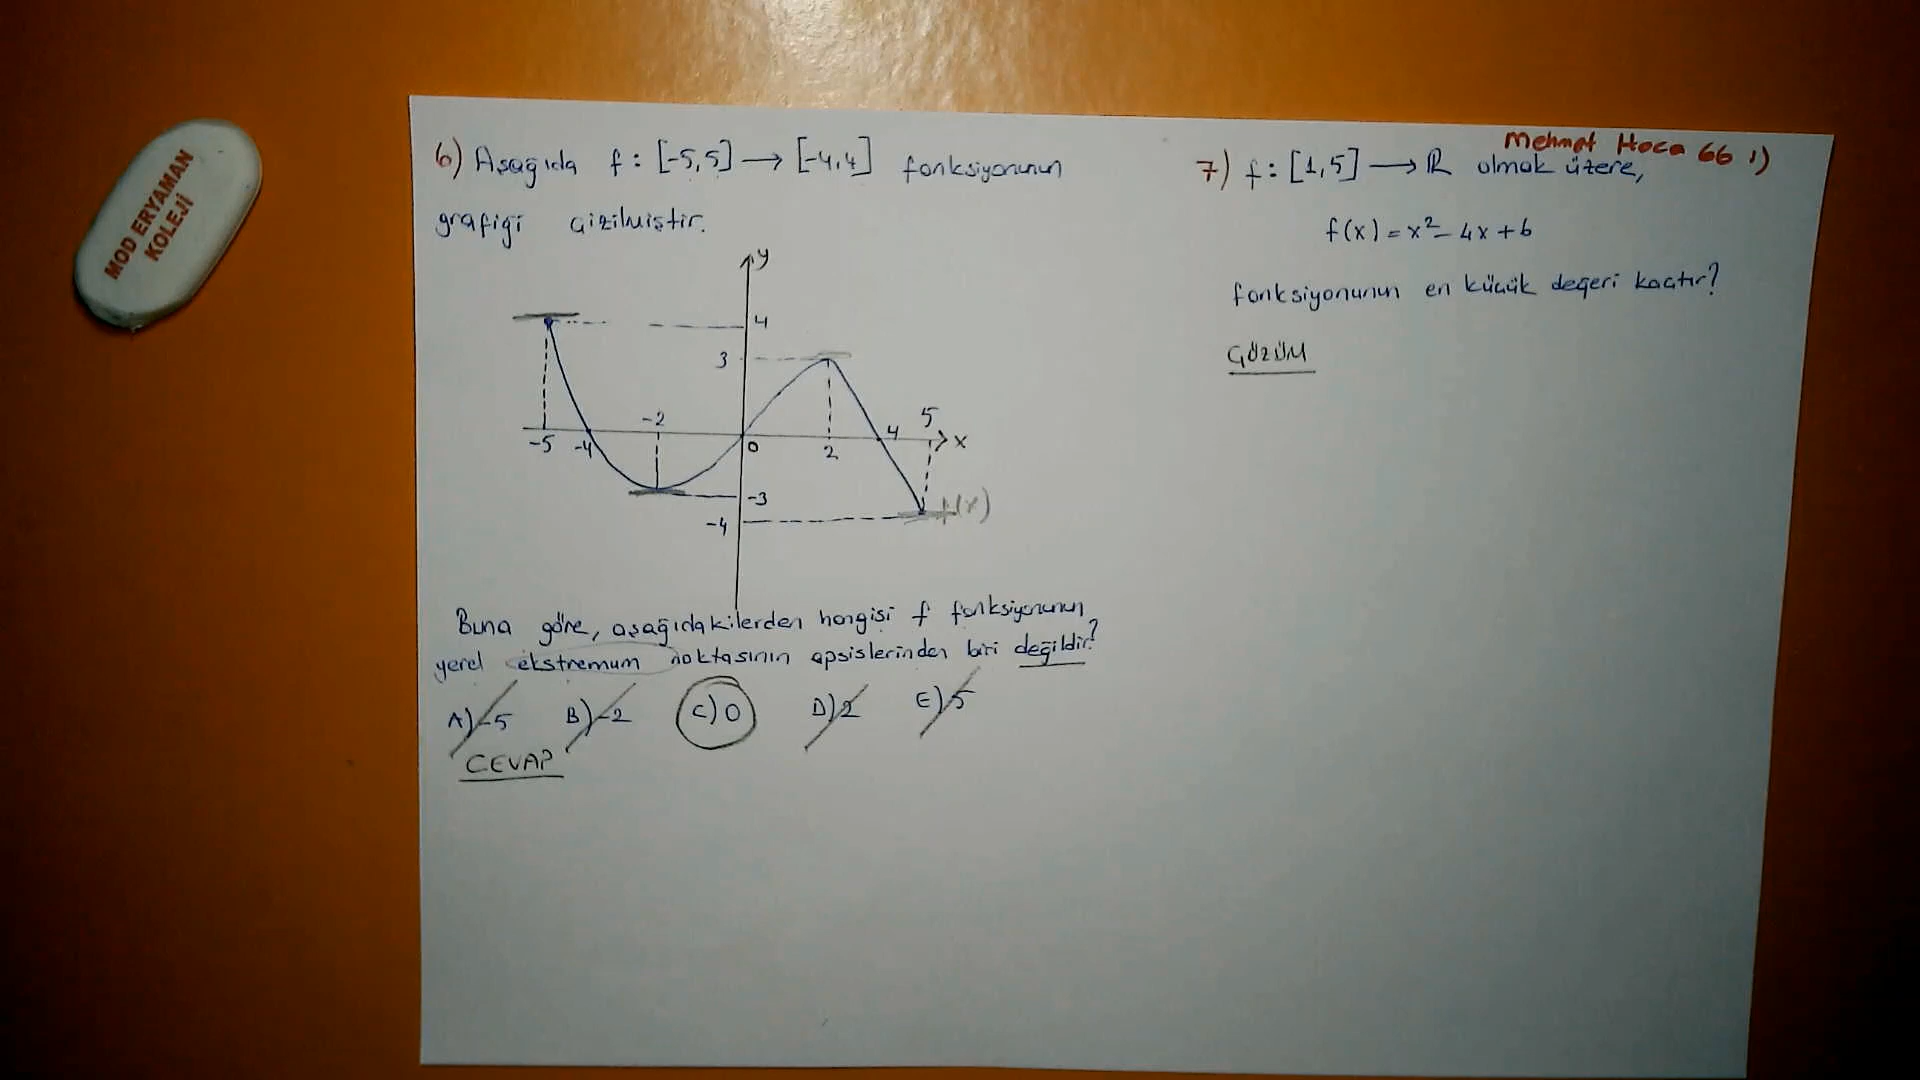 MOD ERYAMAN
KOLEJİ
6) Aşağıda f : [-5,5] → [-4,4] fonksiyonunun
grafiği çizilmiştir.
y
4
3
-2
5
-5
-4
0
2
4
x
-3
-4
f(x)
Buna göre, aşağıdakilerden hangisi f fonksiyonunun
yerel ekstremum noktasının apsislerinden biri değildir?
A) -5 B) -2 C) 0 D) 2 E) 5
CEVAP
Mehmet Hoca 66 :)
7) f : [1,5] → ℝ olmak üzere,
f(x) = x² - 4x + 6
fonksiyonunun en küçük değeri kaçtır?
ÇÖZÜM